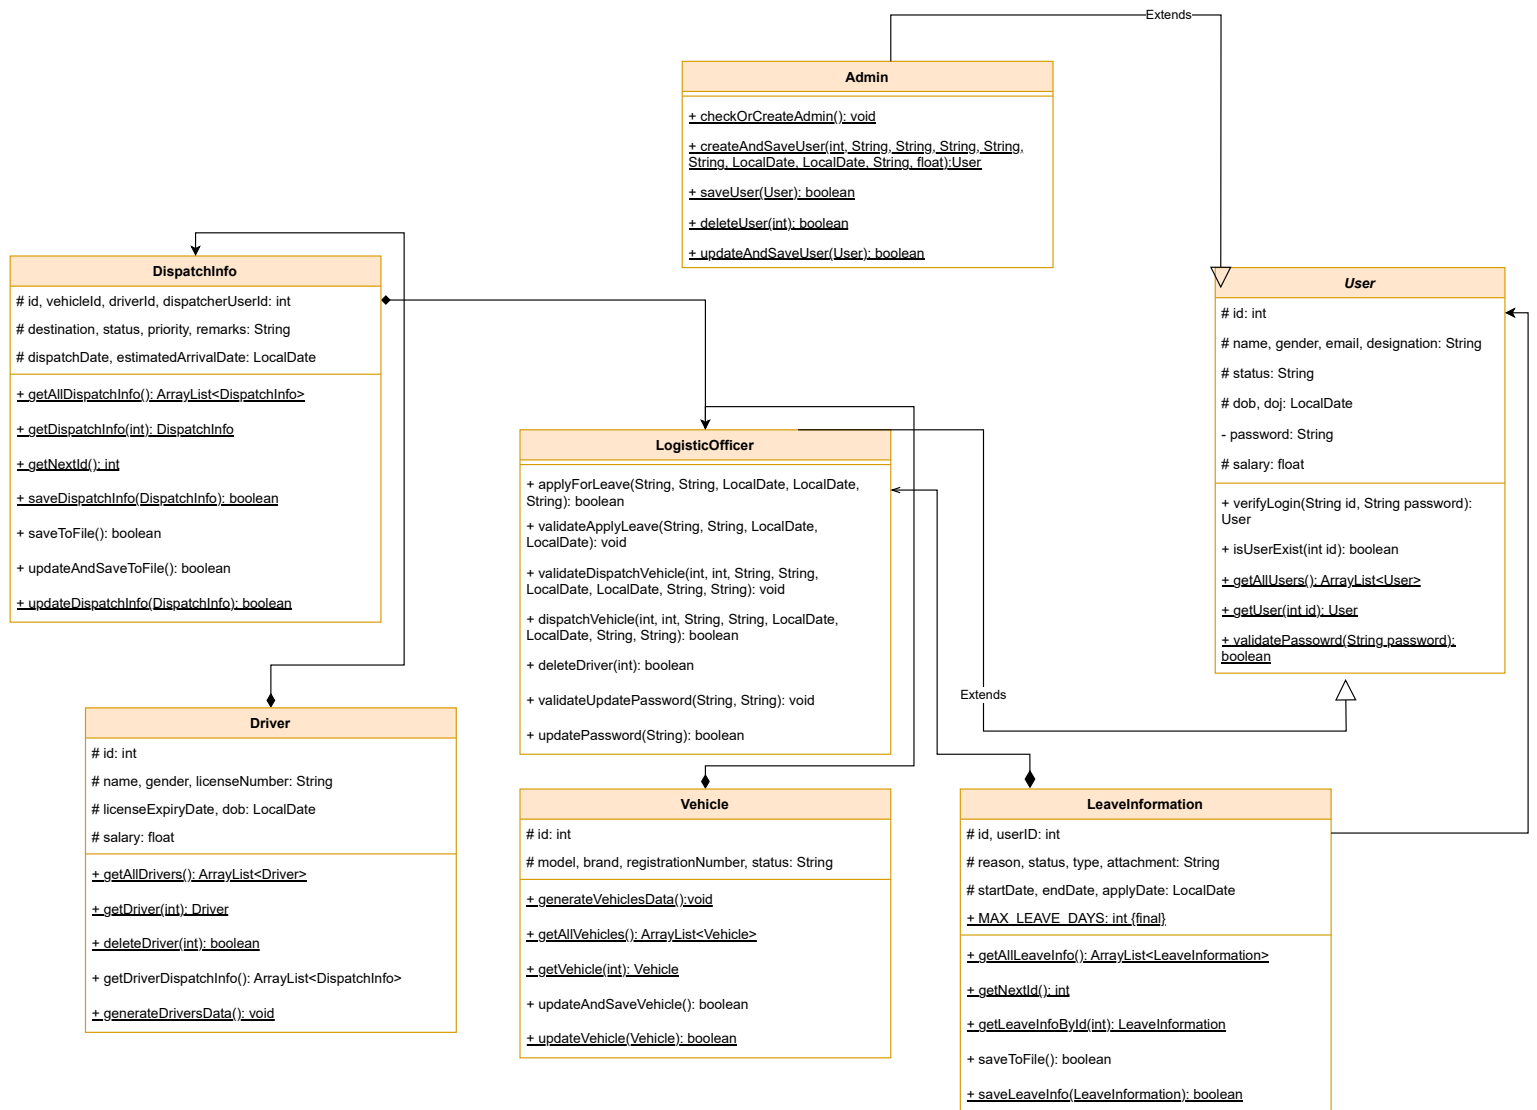 Extends
Admin
+ checkOrCreateAdmin(): void
+ createAndSaveUser(int, String, String, String, String,
String, LocalDate, LocalDate, String, float):User
+ saveUser(User): boolean
+ deleteUser(int): boolean
+ updateAndSaveUser(User): boolean
DispatchInfo
# id, vehicleId, driverId, dispatcherUserId: int
# destination, status, priority, remarks: String
# dispatchDate, estimatedArrivalDate: LocalDate
+ getAllDispatchInfo(): ArrayList<DispatchInfo>
+ getDispatchInfo(int): DispatchInfo
+ getNextId(): int
+ saveDispatchInfo(DispatchInfo): boolean
+ saveToFile(): boolean
+ updateAndSaveToFile(): boolean
+ updateDispatchInfo(DispatchInfo): boolean
User
# id: int
# name, gender, email, designation: String
# status: String
# dob, doj: LocalDate
- password: String
# salary: float
+ verifyLogin(String id, String password):
User
+ isUserExist(int id): boolean
+ getAllUsers(): ArrayList<User>
+ getUser(int id): User
+ validatePassowrd(String password):
boolean
LogisticOfficer
+ applyForLeave(String, String, LocalDate, LocalDate,
String): boolean
+ validateApplyLeave(String, String, LocalDate,
LocalDate): void
+ validateDispatchVehicle(int, int, String, String,
LocalDate, LocalDate, String, String): void
+ dispatchVehicle(int, int, String, String, LocalDate,
LocalDate, String, String): boolean
+ deleteDriver(int): boolean
+ validateUpdatePassword(String, String): void
+ updatePassword(String): boolean
Extends
Driver
# id: int
# name, gender, licenseNumber: String
# licenseExpiryDate, dob: LocalDate
# salary: float
+ getAllDrivers(): ArrayList<Driver>
+ getDriver(int): Driver
+ deleteDriver(int): boolean
+ getDriverDispatchInfo(): ArrayList<DispatchInfo>
+ generateDriversData(): void
Vehicle
# id: int
# model, brand, registrationNumber, status: String
+ generateVehiclesData():void
+ getAllVehicles(): ArrayList<Vehicle>
+ getVehicle(int): Vehicle
+ updateAndSaveVehicle(): boolean
+ updateVehicle(Vehicle): boolean
LeaveInformation
# id, userID: int
# reason, status, type, attachment: String
# startDate, endDate, applyDate: LocalDate
+ MAX_LEAVE_DAYS: int {final}
+ getAllLeaveInfo(): ArrayList<LeaveInformation>
+ getNextId(): int
+ getLeaveInfoById(int): LeaveInformation
+ saveToFile(): boolean
+ saveLeaveInfo(LeaveInformation): boolean